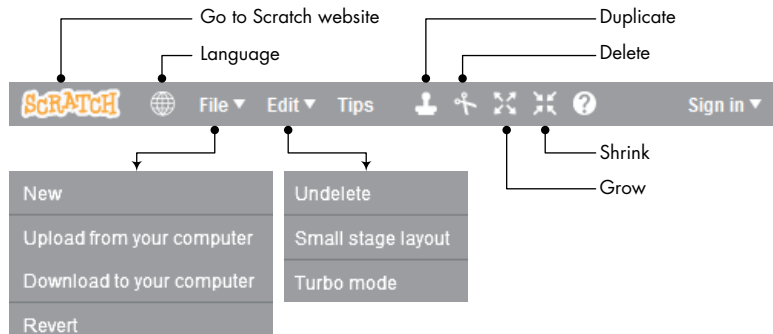 Go to Scratch website
Duplicate
Language
Delete
SCRATCH File Edit Tips ? Sign in
Shrink
Grow
New
Upload from your computer
Download to your computer
Revert
Undelete
Small stage layout
Turbo mode